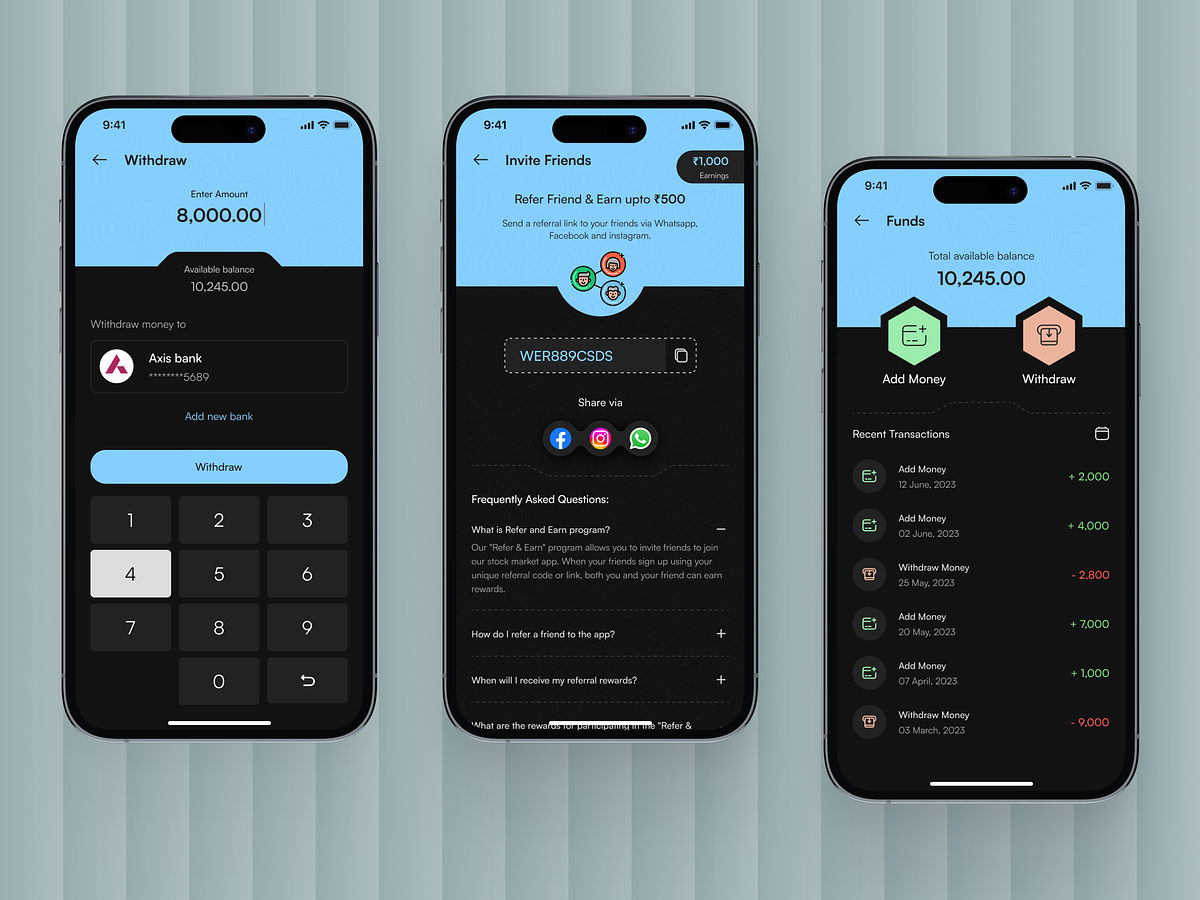 9:41
Withdraw
Enter Amount
8,000.00
Available balance
10,245.00
Wtithdraw money to
Axis bank
********5689
Add new bank
Withdraw
1 2 3
4 5 6
7 8 9
0
9:41
Invite Friends
₹1,000
Earnings
Refer Friend & Earn upto ₹500
Send a referral link to your friends via Whatsapp,
Facebook and instagram.
WER889CSDS
Share via
Frequently Asked Questions:
What is Refer and Earn program?
Our "Refer & Earn" program allows you to invite friends to join
our stock market app. When your friends sign up using your
unique referral code or link, both you and your friend can earn
rewards.
How do I refer a friend to the app?
When will I receive my referral rewards?
What are the rewards for participating in the "Refer &
9:41
Funds
Total available balance
10,245.00
Add Money
Withdraw
Recent Transactions
Add Money
12 June, 2023
+ 2,000
Add Money
02 June, 2023
+ 4,000
Withdraw Money
25 May, 2023
- 2,800
Add Money
20 May, 2023
+ 7,000
Add Money
07 April, 2023
+ 1,000
Withdraw Money
03 March, 2023
- 9,000